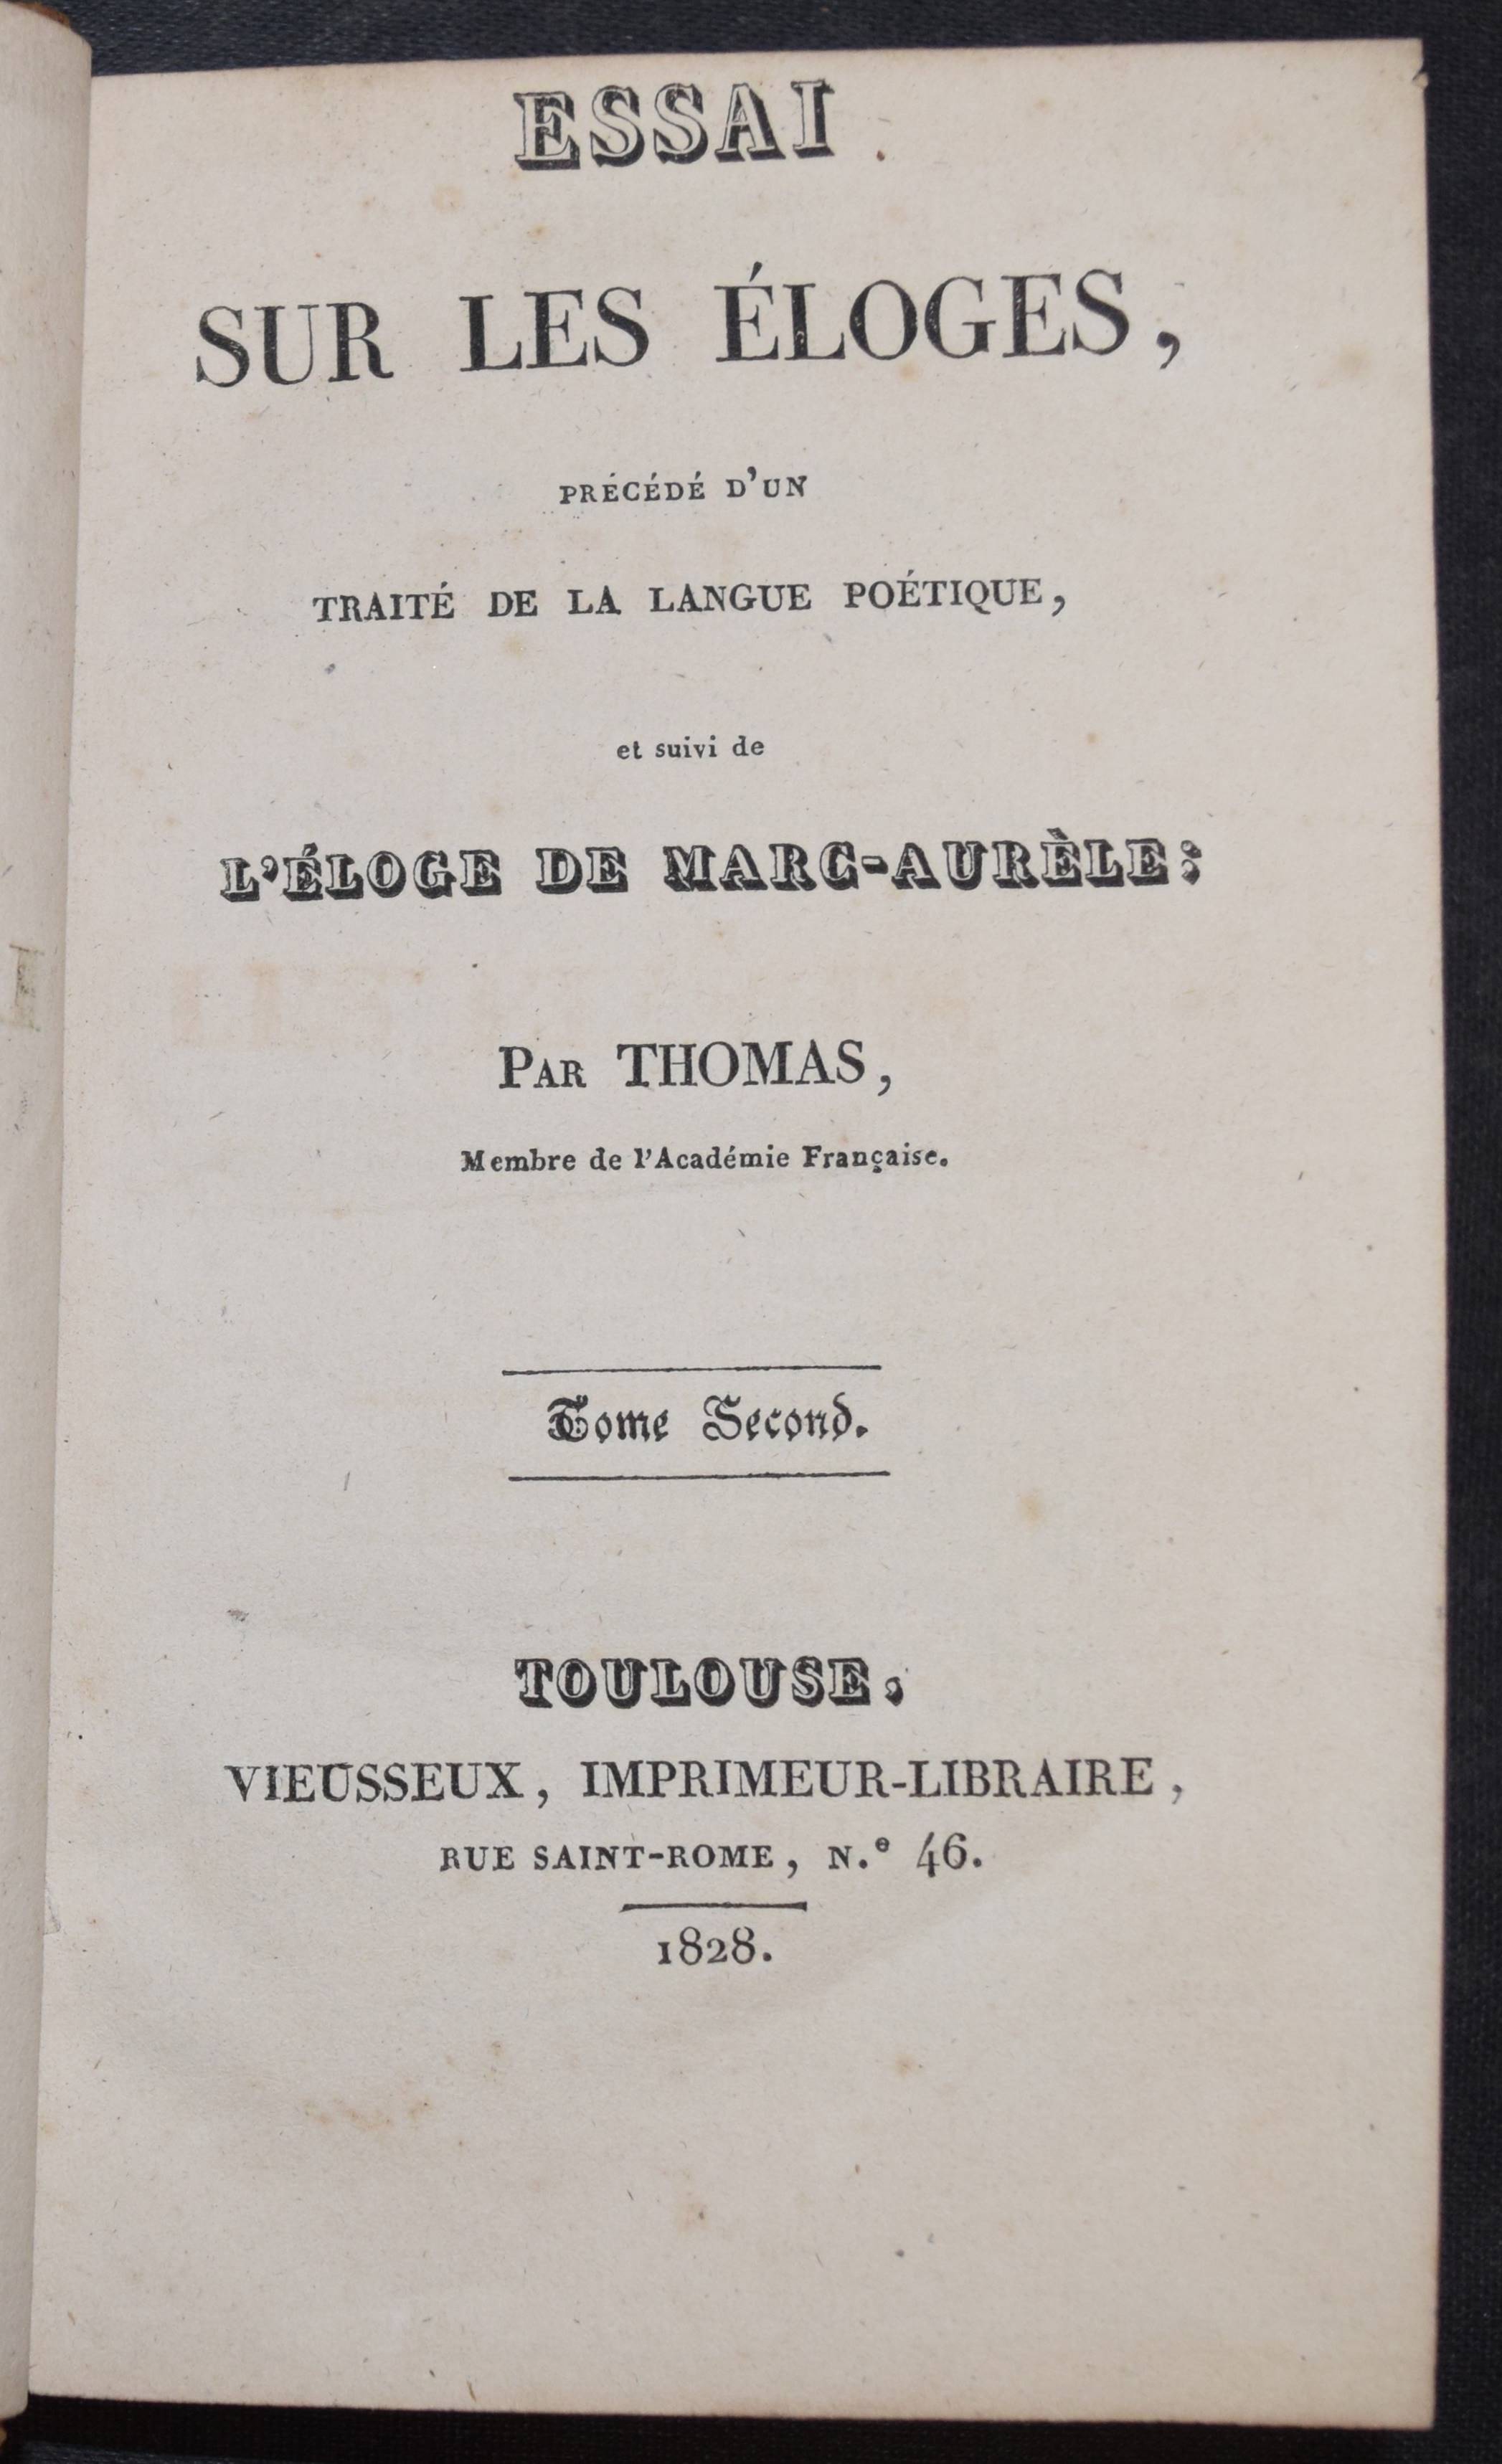 ESSAI
SUR LES ÉLOGES,
PRÉCÉDÉ D'UN
TRAITÉ DE LA LANGUE POÉTIQUE,
et suivi de
L'ÉLOGE DE MARC-AURÈLE;
PAR THOMAS,
Membre de l'Académie Française.
Tome Second.
TOULOUSE,
VIEUSSEUX, IMPRIMEUR-LIBRAIRE,
RUE SAINT-ROME, N.º 46.
1828.